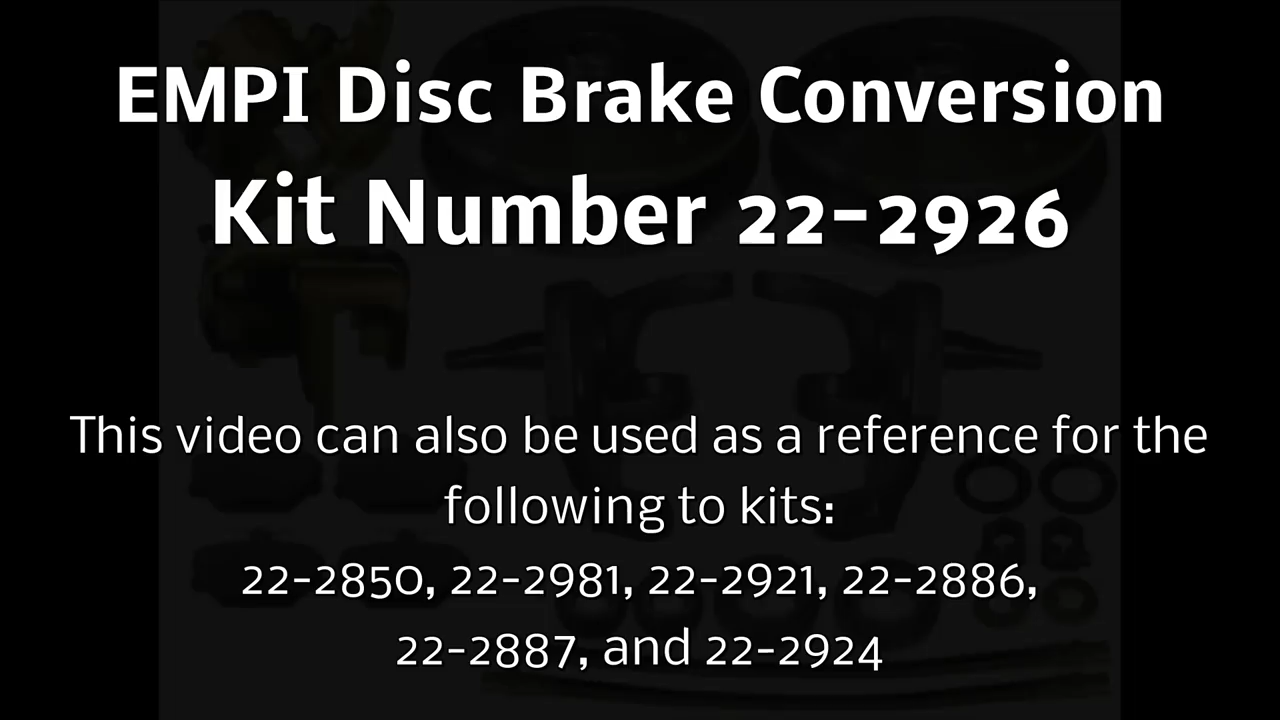 EMPI Disc Brake Conversion
Kit Number 22-2926
This video can also be used as a reference for the
following to kits:
22-2850, 22-2981, 22-2921, 22-2886,
22-2887, and 22-2924